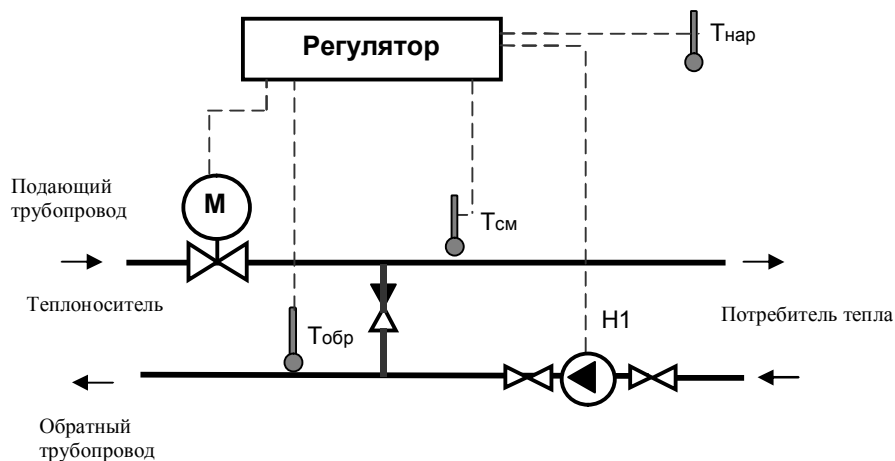 Регулятор
Тнар
Подающий
трубопровод
М
Тсм
Теплоноситель
Тобр
Н1
Потребитель тепла
Обратный
трубопровод